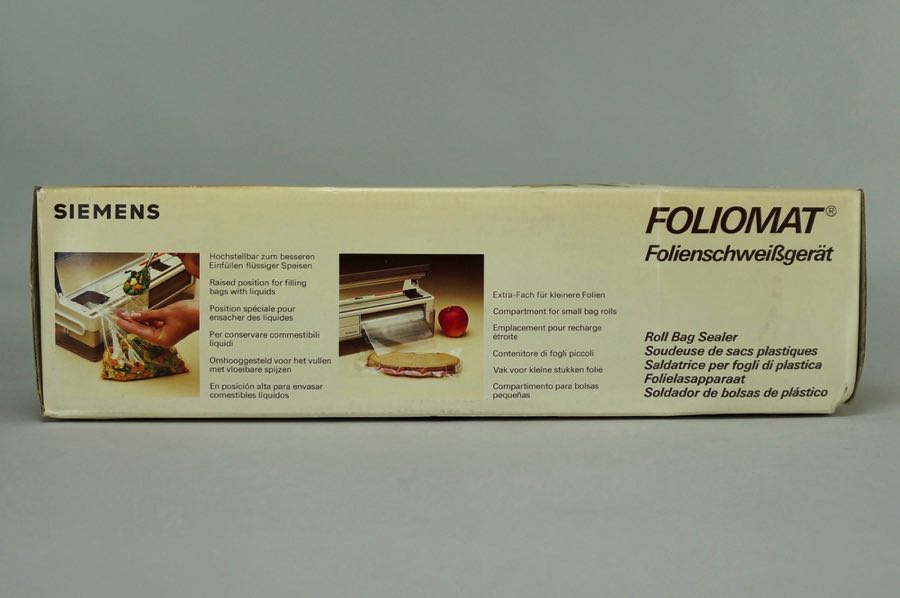 SIEMENS
Hochstellbar zum besseren
Einfüllen flüssiger Speisen
Raised position for filling
bags with liquids
Position spéciale pour
ensacher des liquides
Per conservare commestibili
liquidi
Omhooggesteld voor het vullen
met vloeibare spijzen
En posición alta para envasar
comestibles líquidos
Extra-Fach für kleinere Folien
Compartment for small bag rolls
Emplacement pour recharge
étroite
Contenitore di fogli piccoli
Vak voor kleine stukken folie
Compartimento para bolsas
pequeñas
FOLIOMAT®
Folienschweißgerät
Roll Bag Sealer
Soudeuse de sacs plastiques
Saldatrice per fogli di plastica
Folielasapparaat
Soldador de bolsas de plástico